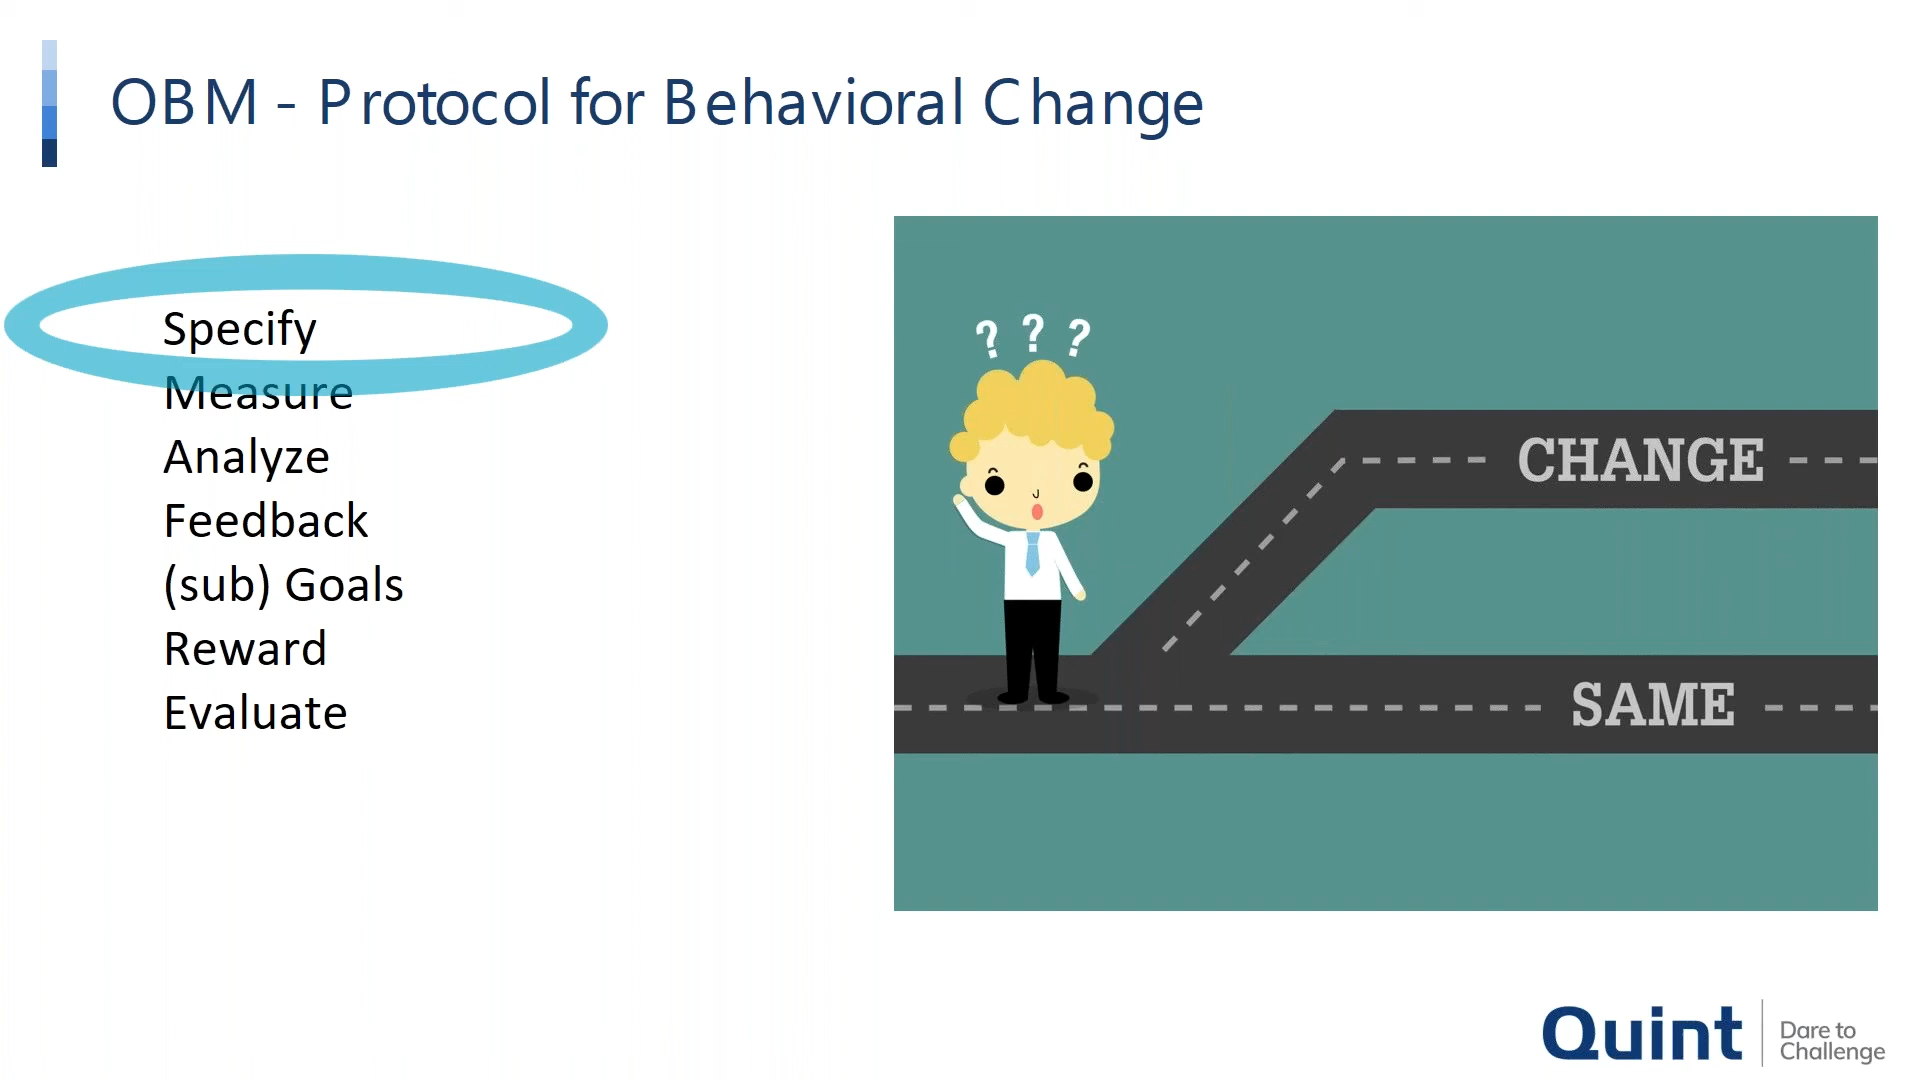 OBM - Protocol for Behavioral Change
Specify
Measure
Analyze
Feedback
(sub) Goals
Reward
Evaluate
? ? ?
CHANGE
SAME
Quint
Dare to
Challenge